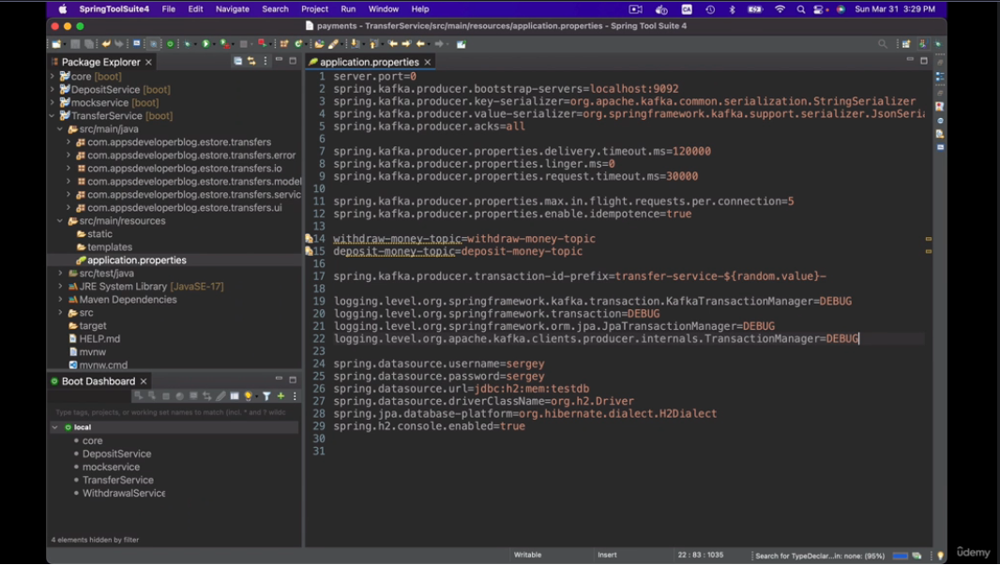 SpringToolSuite4 File Edit Navigate Search Project Run Window Help
CA
Sun Mar 31 3:29 PM
payments - TransferService/src/main/resources/application.properties - Spring Tool Suite 4
Package Explorer
core [boot]
DepositService [boot]
mockservice [boot]
TransferService [boot]
src/main/java
com.appsdeveloperblog.estore.transfers
com.appsdeveloperblog.estore.transfers.error
com.appsdeveloperblog.estore.transfers.io
com.appsdeveloperblog.estore.transfers.model
com.appsdeveloperblog.estore.transfers.servic
com.appsdeveloperblog.estore.transfers.ui
src/main/resources
static
templates
application.properties
src/test/java
JRE System Library [JavaSE-17]
Maven Dependencies
src
target
HELP.md
mvnw
mvnw.cmd
Boot Dashboard
Type tags, projects, or working set names to match (incl. * and ? wildc
local
core
DepositService
mockservice
TransferService
WithdrawalService
4 elements hidden by filter
application.properties
1 server.port=0
2 spring.kafka.producer.bootstrap-servers=localhost:9092
3 spring.kafka.producer.key-serializer=org.apache.kafka.common.serialization.StringSerializer
4 spring.kafka.producer.value-serializer=org.springframework.kafka.support.serializer.JsonSeria
5 spring.kafka.producer.acks=all
6
7 spring.kafka.producer.properties.delivery.timeout.ms=120000
8 spring.kafka.producer.properties.linger.ms=0
9 spring.kafka.producer.properties.request.timeout.ms=30000
10
11 spring.kafka.producer.properties.max.in.flight.requests.per.connection=5
12 spring.kafka.producer.properties.enable.idempotence=true
13
14 withdraw-money-topic=withdraw-money-topic
15 deposit-money-topic=deposit-money-topic
16
17 spring.kafka.producer.transaction-id-prefix=transfer-service-${random.value}-
18
19 logging.level.org.springframework.kafka.transaction.KafkaTransactionManager=DEBUG
20 logging.level.org.springframework.transaction=DEBUG
21 logging.level.org.springframework.orm.jpa.JpaTransactionManager=DEBUG
22 logging.level.org.apache.kafka.clients.producer.internals.TransactionManager=DEBUG
23
24 spring.datasource.username=sergey
25 spring.datasource.password=sergey
26 spring.datasource.url=jdbc:h2:mem:testdb
27 spring.datasource.driverClassName=org.h2.Driver
28 spring.jpa.database-platform=org.hibernate.dialect.H2Dialect
29 spring.h2.console.enabled=true
30
31
Writable Insert 22 : 83 : 1035 Search for TypeDeclar...in: none: (95%)
ûdemy